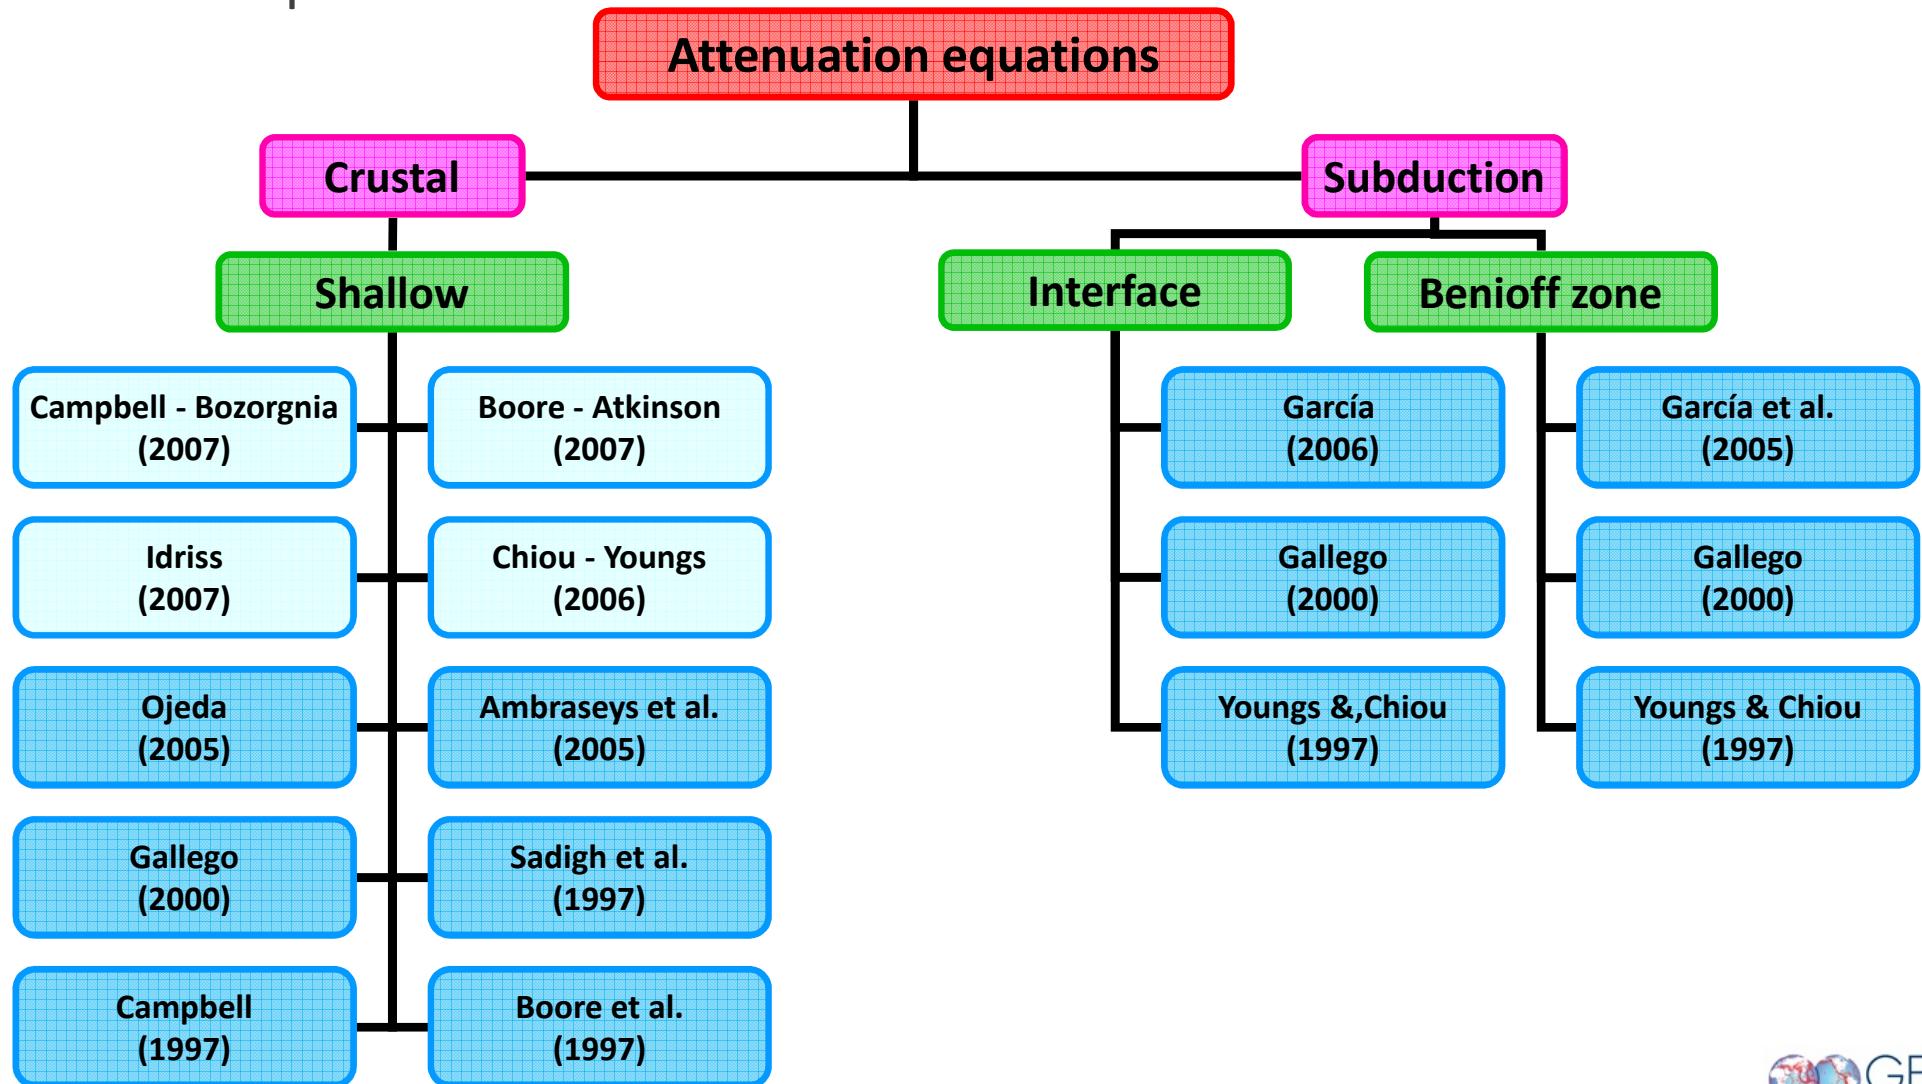 Attenuation equations
Crustal
Subduction
Shallow
Interface
Benioff zone
Campbell - Bozorgnia
(2007)
Boore - Atkinson
(2007)
Idriss
(2007)
Chiou - Youngs
(2006)
Ojeda
(2005)
Ambraseys et al.
(2005)
Gallego
(2000)
Sadigh et al.
(1997)
Campbell
(1997)
Boore et al.
(1997)
García
(2006)
Gallego
(2000)
Youngs &,Chiou
(1997)
García et al.
(2005)
Gallego
(2000)
Youngs & Chiou
(1997)